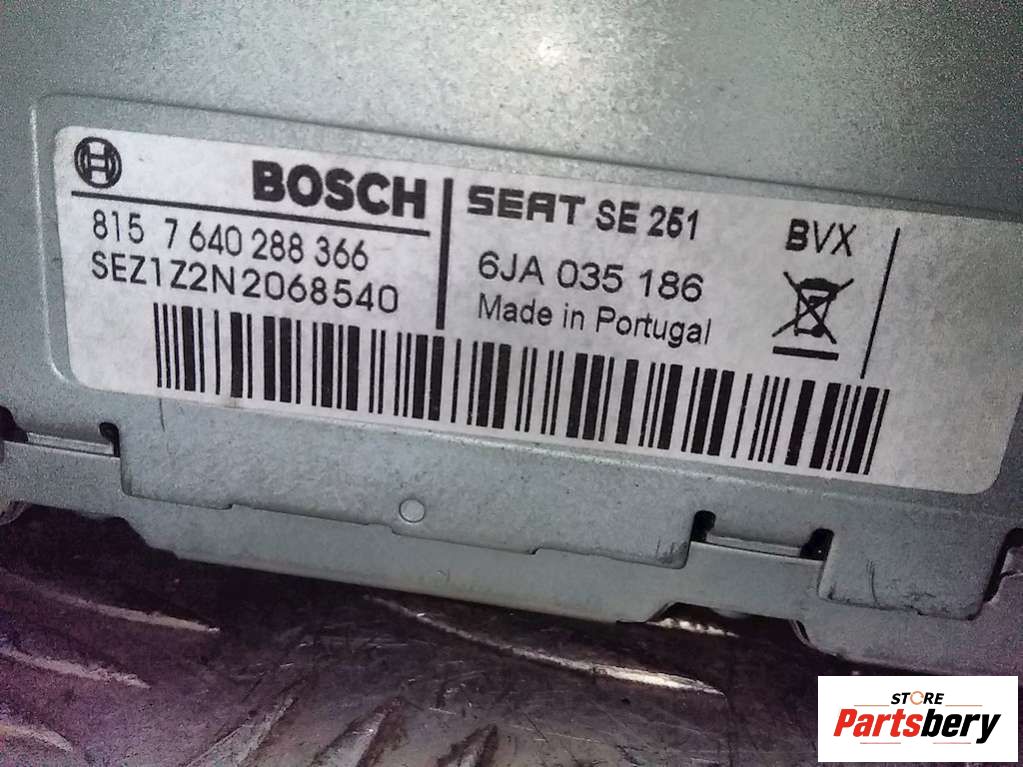 BOSCH
815 7 640 288 366
SEZ1Z2N2068540
SEAT SE 251
6JA 035 186
Made in Portugal
BVX
STORE
Partsbery